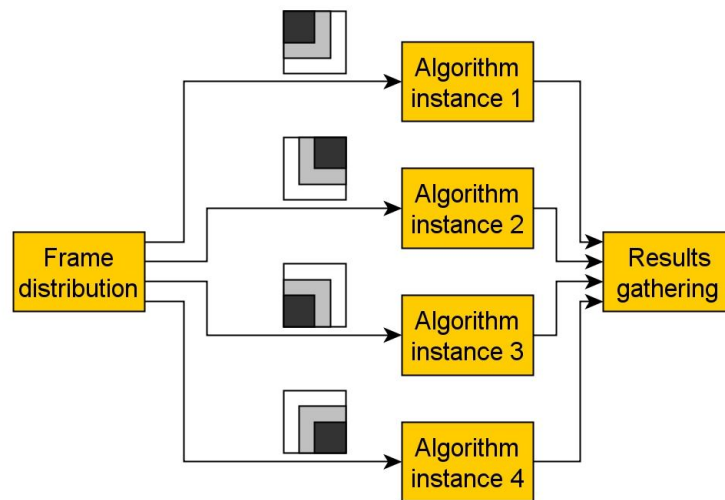 Algorithm
instance 1
Algorithm
instance 2
Frame
distribution
Results
gathering
Algorithm
instance 3
Algorithm
instance 4